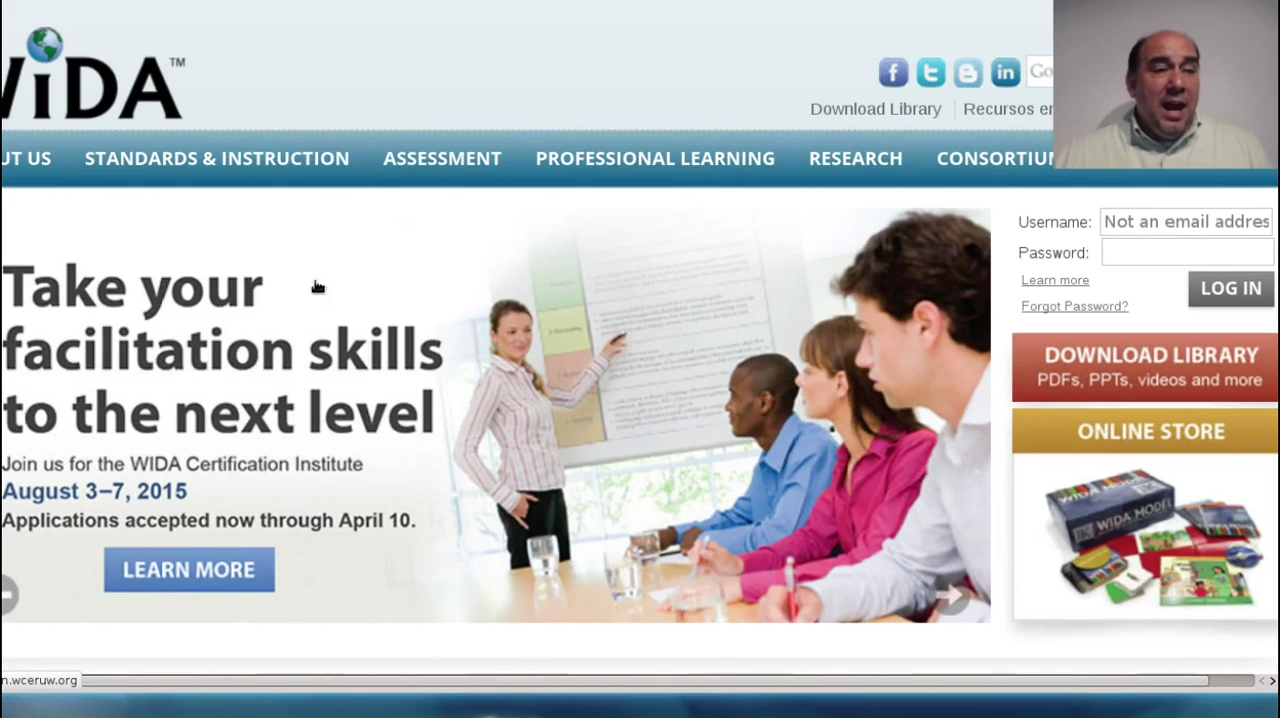 WiDA™
Download Library
Recursos en
UT US
STANDARDS & INSTRUCTION
ASSESSMENT
PROFESSIONAL LEARNING
RESEARCH
CONSORTIUM
Username:
Not an email addres
Password:
Learn more
LOG IN
Forgot Password?
Take your
facilitation skills
to the next level
Join us for the WIDA Certification Institute
August 3–7, 2015
Applications accepted now through April 10.
LEARN MORE
DOWNLOAD LIBRARY
PDFs, PPTs, videos and more
ONLINE STORE
WIDA MODEL
n.wceruw.org